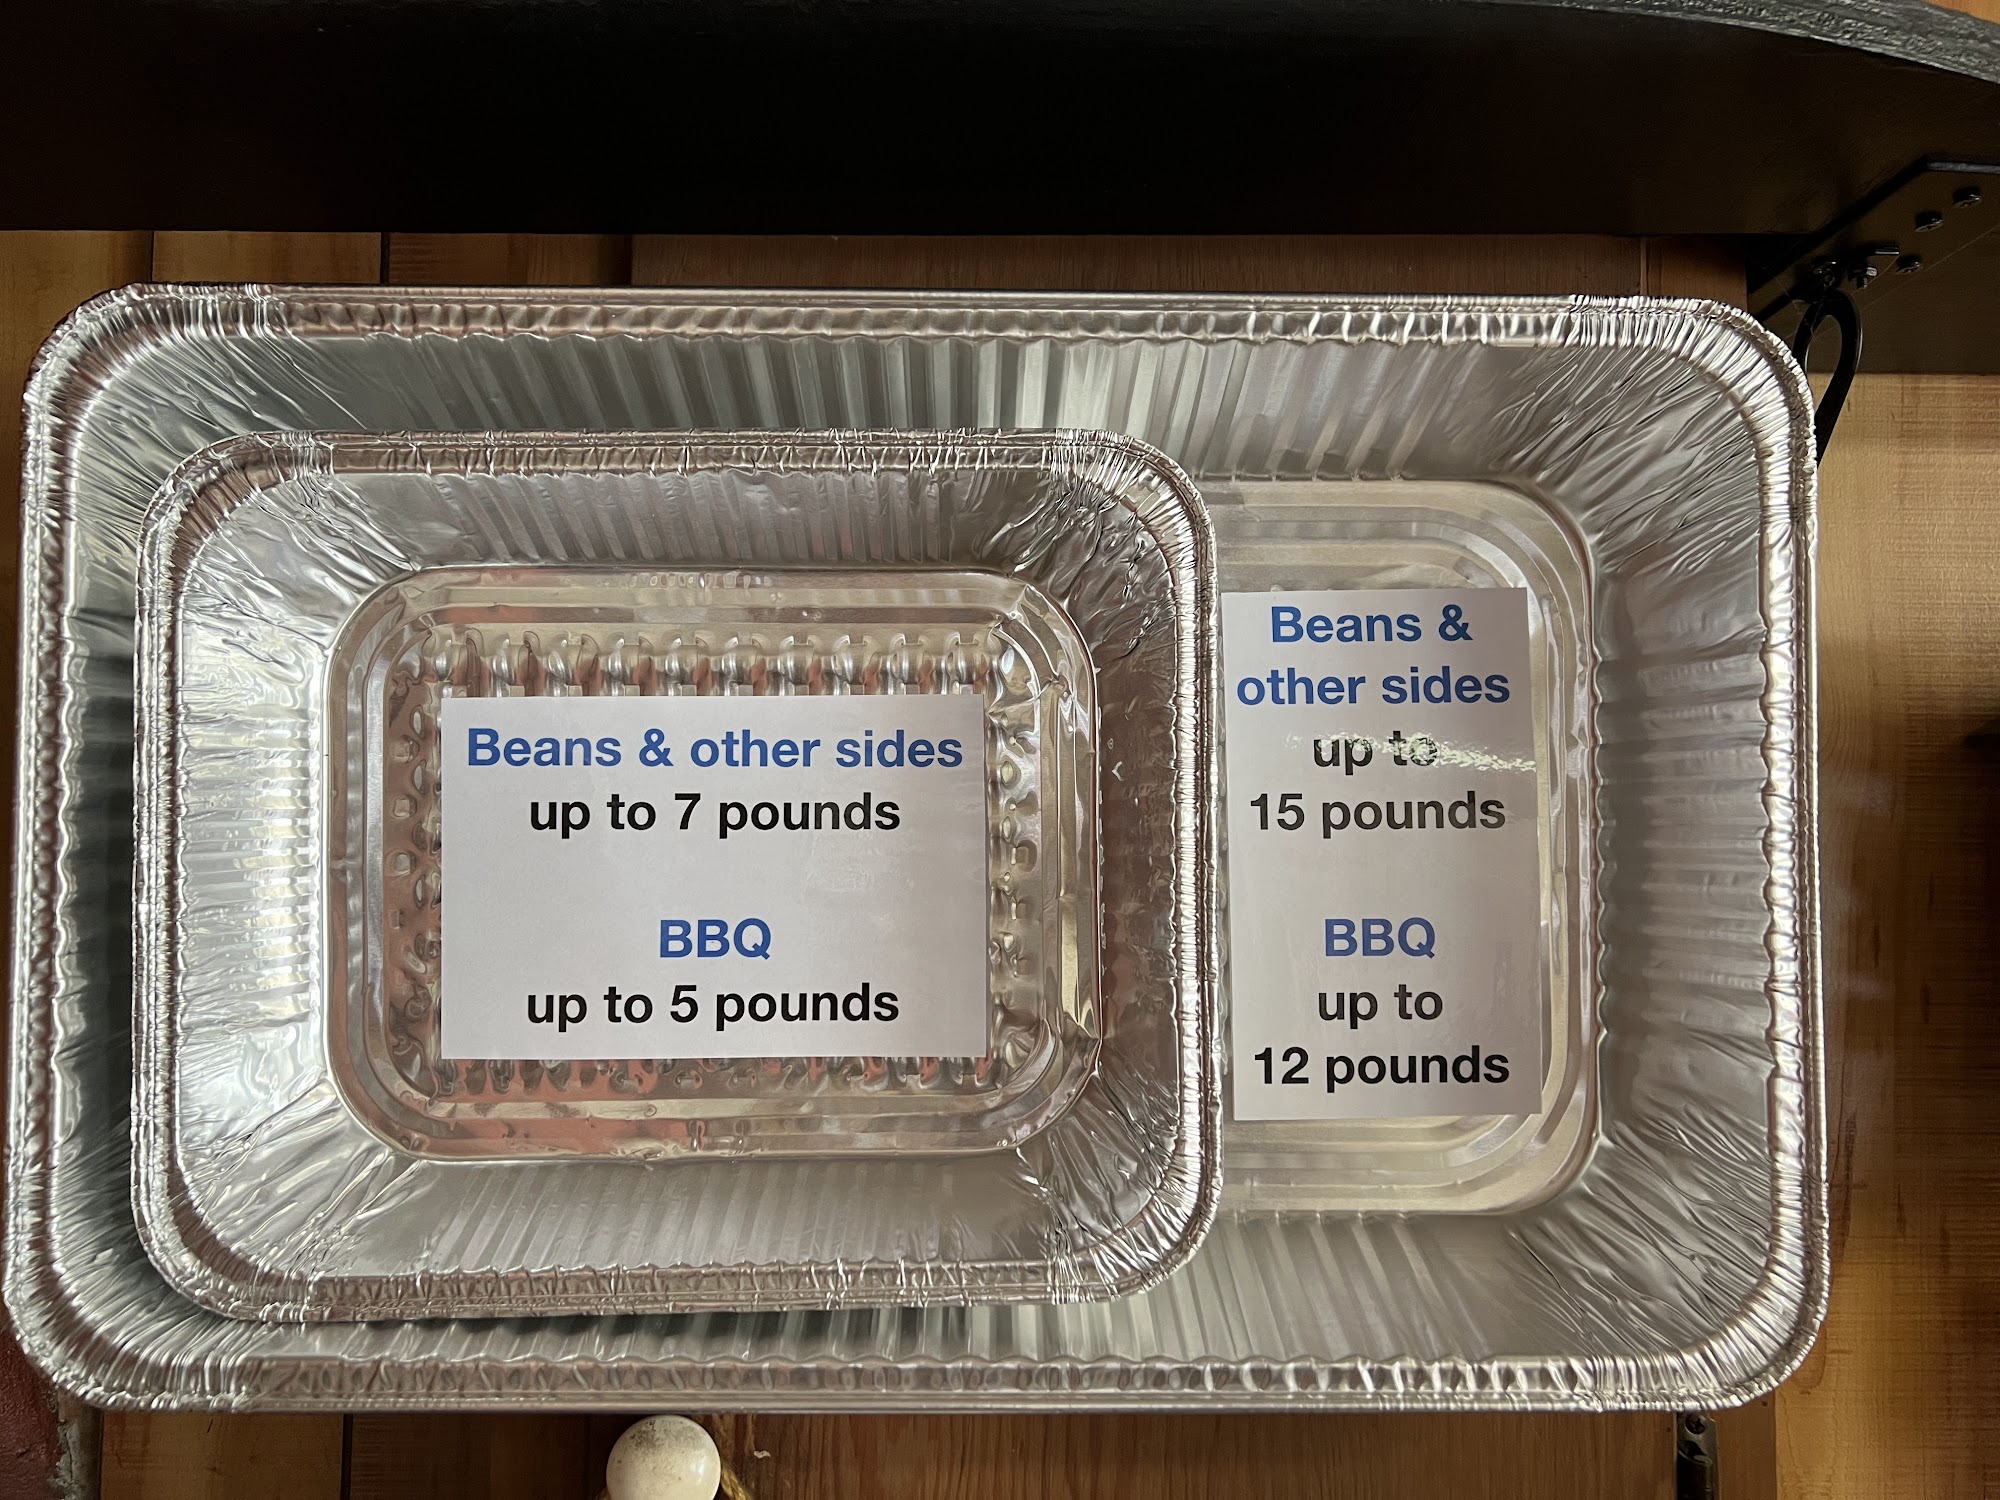 Beans & other sides
up to 7 pounds
BBQ
up to 5 pounds
Beans &
other sides
up to
15 pounds
BBQ
up to
12 pounds